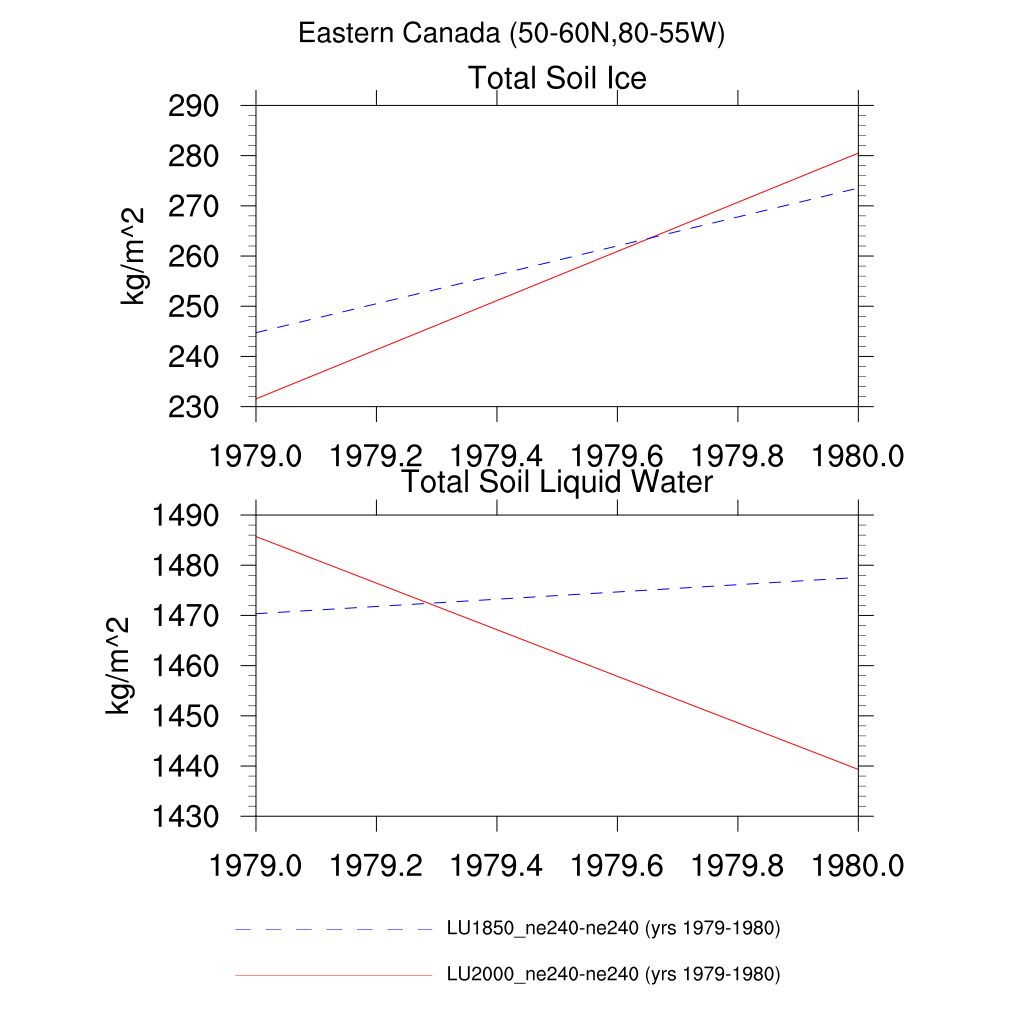 Eastern Canada (50-60N,80-55W)
Total Soil Ice
290
280
270
260
250
240
230
kg/m^2
1979.0 1979.2 1979.4 1979.6 1979.8 1980.0
Total Soil Liquid Water
1490
1480
1470
1460
1450
1440
1430
kg/m^2
1979.0 1979.2 1979.4 1979.6 1979.8 1980.0
LU1850_ne240-ne240 (yrs 1979-1980)
LU2000_ne240-ne240 (yrs 1979-1980)